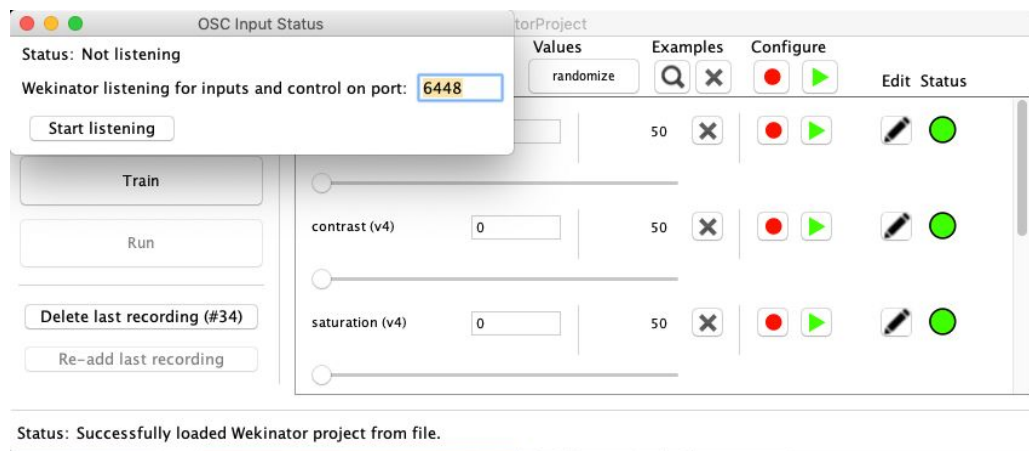 OSC Input Status
torProject
Status: Not listening
Wekinator listening for inputs and control on port: 6448
Start listening
Values Examples Configure
randomize
Edit Status
50
Train
contrast (v4) 0 50
Run
Delete last recording (#34)
saturation (v4) 0 50
Re-add last recording
Status: Successfully loaded Wekinator project from file.